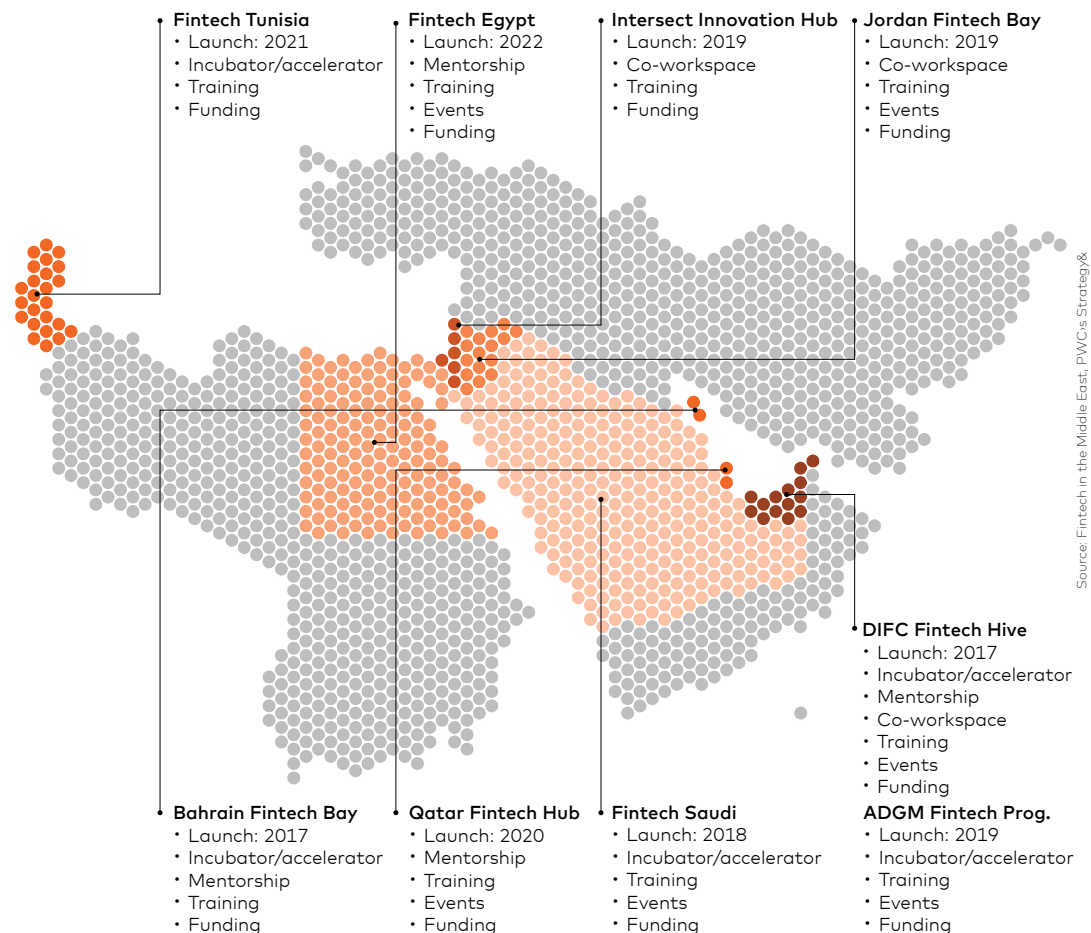 Fintech Tunisia
• Launch: 2021
• Incubator/accelerator
• Training
• Funding
Fintech Egypt
• Launch: 2022
• Mentorship
• Training
• Events
• Funding
Intersect Innovation Hub
• Launch: 2019
• Co-workspace
• Training
• Funding
Jordan Fintech Bay
• Launch: 2019
• Co-workspace
• Training
• Events
• Funding
Source: Fintech in the Middle East, PWC›s Strategy&
DIFC Fintech Hive
• Launch: 2017
• Incubator/accelerator
• Mentorship
• Co-workspace
• Training
• Events
• Funding
Bahrain Fintech Bay
• Launch: 2017
• Incubator/accelerator
• Mentorship
• Training
• Funding
Qatar Fintech Hub
• Launch: 2020
• Mentorship
• Training
• Events
• Funding
Fintech Saudi
• Launch: 2018
• Incubator/accelerator
• Training
• Events
• Funding
ADGM Fintech Prog.
• Launch: 2019
• Incubator/accelerator
• Training
• Events
• Funding